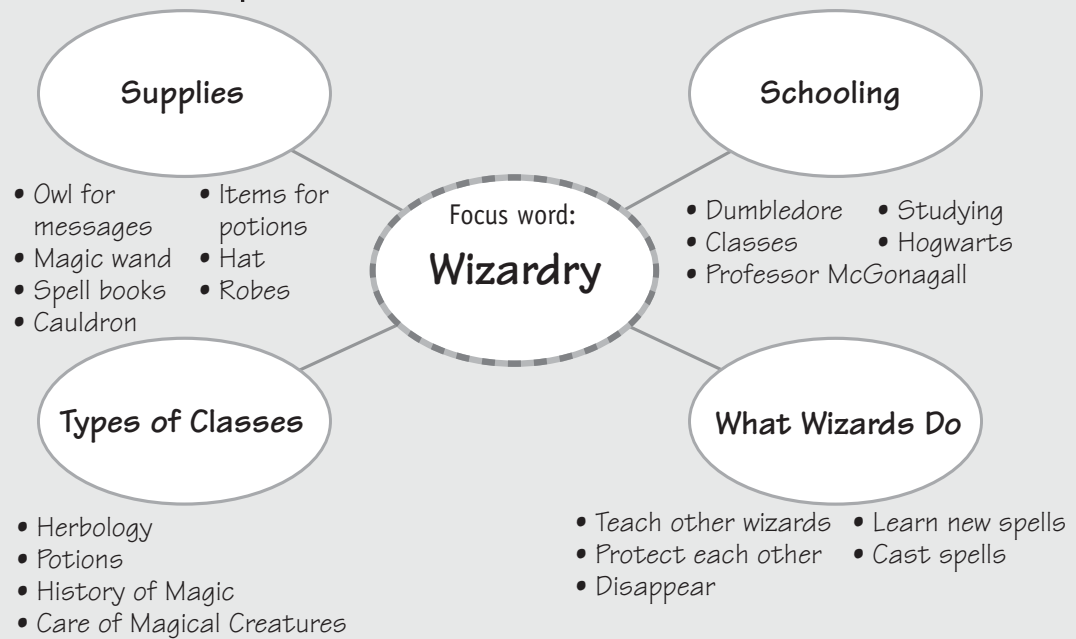 Supplies
• Owl for
messages
• Magic wand
• Spell books
• Cauldron
• Items for
potions
• Hat
• Robes
Schooling
• Dumbledore
• Classes
• Professor McGonagall
• Studying
• Hogwarts
Focus word:
Wizardry
Types of Classes
• Herbology
• Potions
• History of Magic
• Care of Magical Creatures
What Wizards Do
• Teach other wizards
• Protect each other
• Disappear
• Learn new spells
• Cast spells